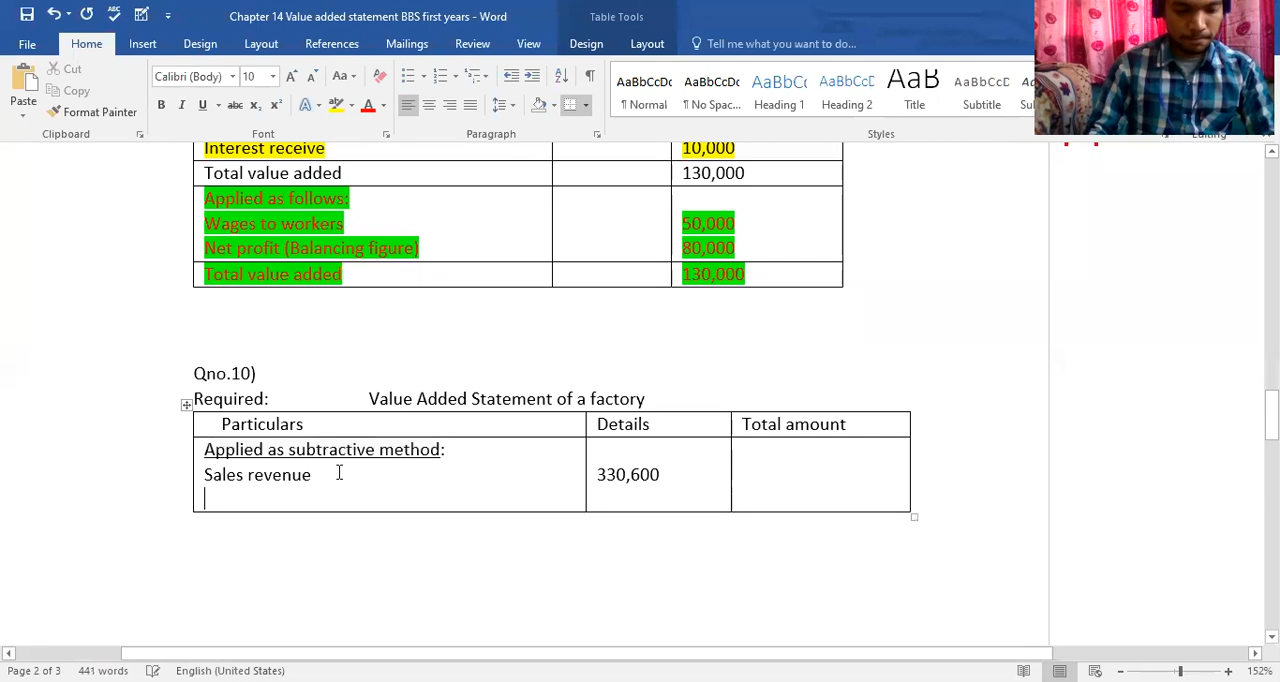 Chapter 14 Value added statement BBS first years - Word
Table Tools
File Home Insert Design Layout References Mailings Review View Design Layout Tell me what you want to do...
Paste
Cut
Copy
Format Painter
Clipboard
Calibri (Body) 10
Font
Paragraph
AaBbCcDc AaBbCcDc AaBbCc AaBbCcD AaB AaBbCcD
¶ Normal ¶ No Spac... Heading 1 Heading 2 Title Subtitle
Styles
Editing
Interest receive 10,000
Total value added 130,000
Applied as follows:
Wages to workers 50,000
Net profit (Balancing figure) 80,000
Total value added 130,000
Qno.10)
Required: Value Added Statement of a factory
Particulars Details Total amount
Applied as subtractive method:
Sales revenue 330,600
Page 2 of 3 441 words English (United States) 152%